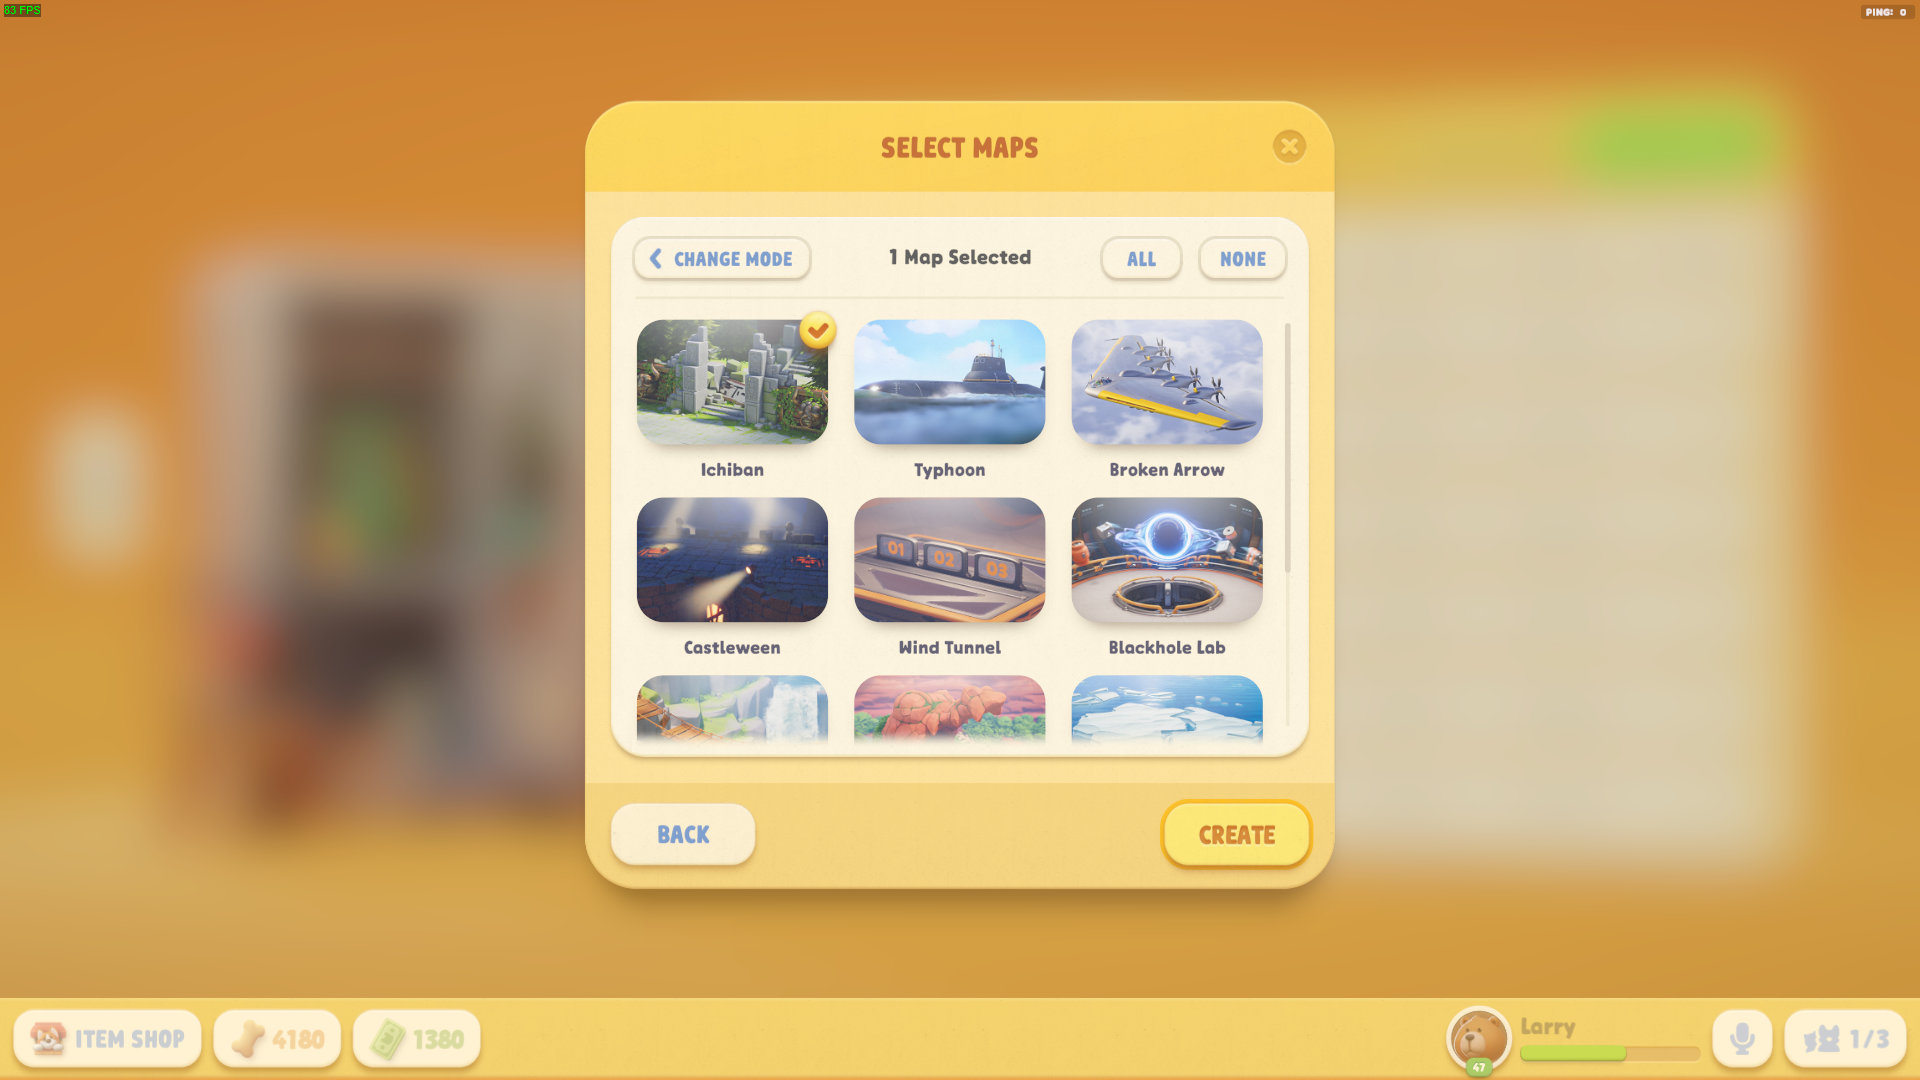 83 FPS
PING: 0
SELECT MAPS
CHANGE MODE
1 Map Selected
ALL
NONE
Ichiban
Typhoon
Broken Arrow
01
02
03
Castleween
Wind Tunnel
Blackhole Lab
BACK
CREATE
ITEM SHOP
4180
1380
Larry
47
1/3